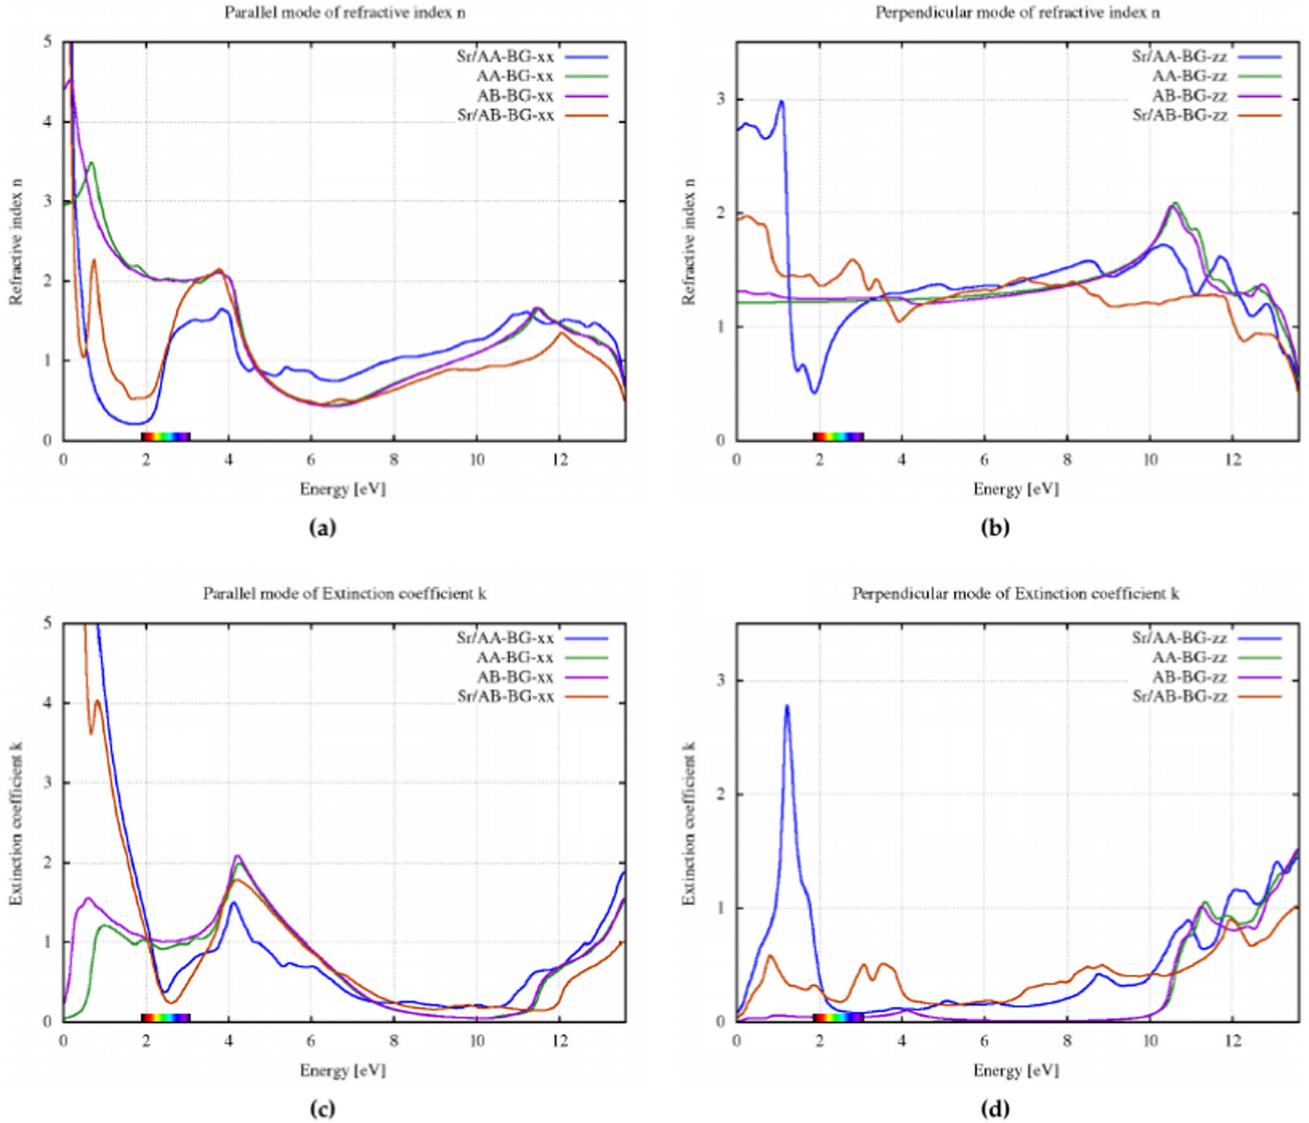 Parallel mode of refractive index n
5
4
3
2
1
0
Refractive index n
Sr/AA-BG-xx
AA-BG-xx
AB-BG-xx
Sr/AB-BG-xx
0 2 4 6 8 10 12
Energy [eV]
(a)
Perpendicular mode of refractive index n
3
2
1
0
Refractive index n
Sr/AA-BG-zz
AA-BG-zz
AB-BG-zz
Sr/AB-BG-zz
0 2 4 6 8 10 12
Energy [eV]
(b)
Parallel mode of Extinction coefficient k
5
4
3
2
1
0
Extinction coefficient k
Sr/AA-BG-xx
AA-BG-xx
AB-BG-xx
Sr/AB-BG-xx
0 2 4 6 8 10 12
Energy [eV]
(c)
Perpendicular mode of Extinction coefficient k
3
2
1
0
Extinction coefficient k
Sr/AA-BG-zz
AA-BG-zz
AB-BG-zz
Sr/AB-BG-zz
0 2 4 6 8 10 12
Energy [eV]
(d)